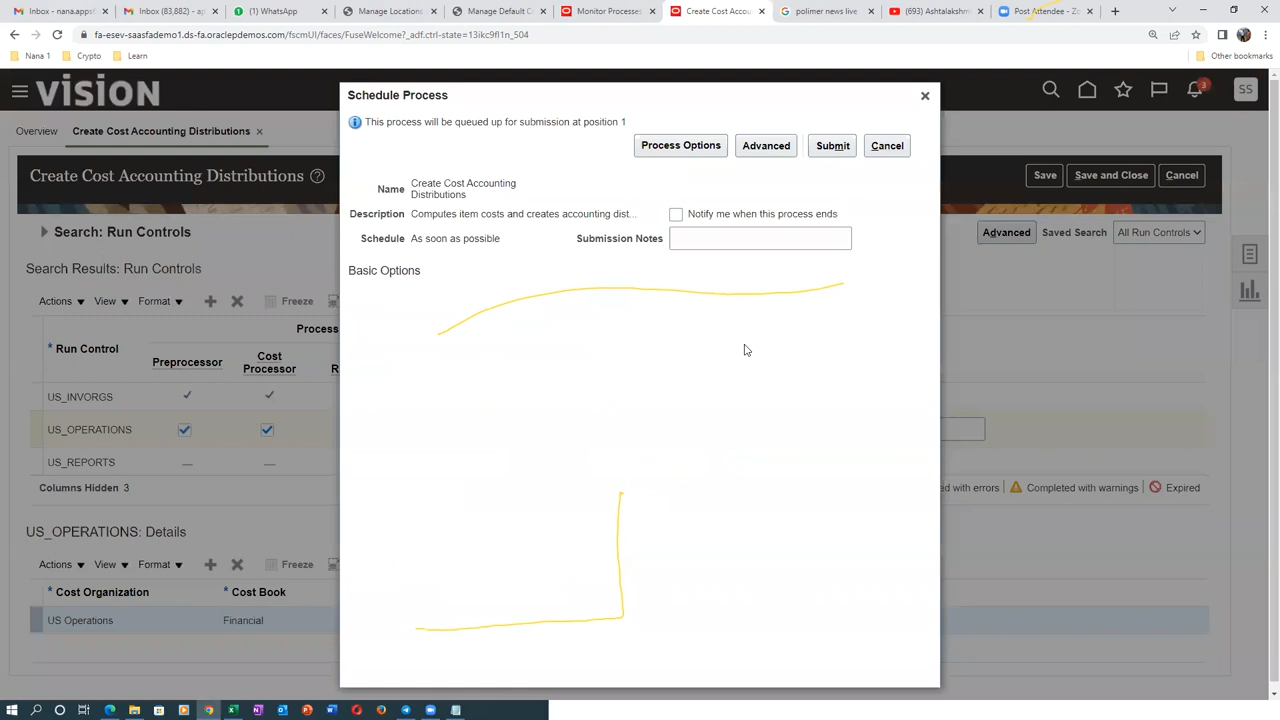 Inbox - nana.apps
Inbox (83,882) - ap
(1) WhatsApp
Manage Locations
Manage Default C
Monitor Processes
Create Cost Accou
polimer news live
(693) Ashtalakshm
Post Attendee - Zo
fa-esev-saasfademo1.ds-fa.oraclepdemos.com/fscmUI/faces/FuseWelcome?_adf.ctrl-state=13ikc9fl1n_504
Nana 1 Crypto Learn Other bookmarks
VISION 3 SS
Overview Create Cost Accounting Distributions
Create Cost Accounting Distributions Save Save and Close Cancel
Search: Run Controls Advanced Saved Search All Run Controls
Search Results: Run Controls
Actions View Format Freeze
Process
* Run Control Preprocessor Cost Processor R
US_INVORGS
US_OPERATIONS
US_REPORTS
Columns Hidden 3 d with errors Completed with warnings Expired
US_OPERATIONS: Details
Actions View Format Freeze
* Cost Organization * Cost Book
US Operations Financial
Schedule Process
This process will be queued up for submission at position 1
Process Options Advanced Submit Cancel
Name Create Cost Accounting Distributions
Description Computes item costs and creates accounting dist... Notify me when this process ends
Schedule As soon as possible Submission Notes
Basic Options